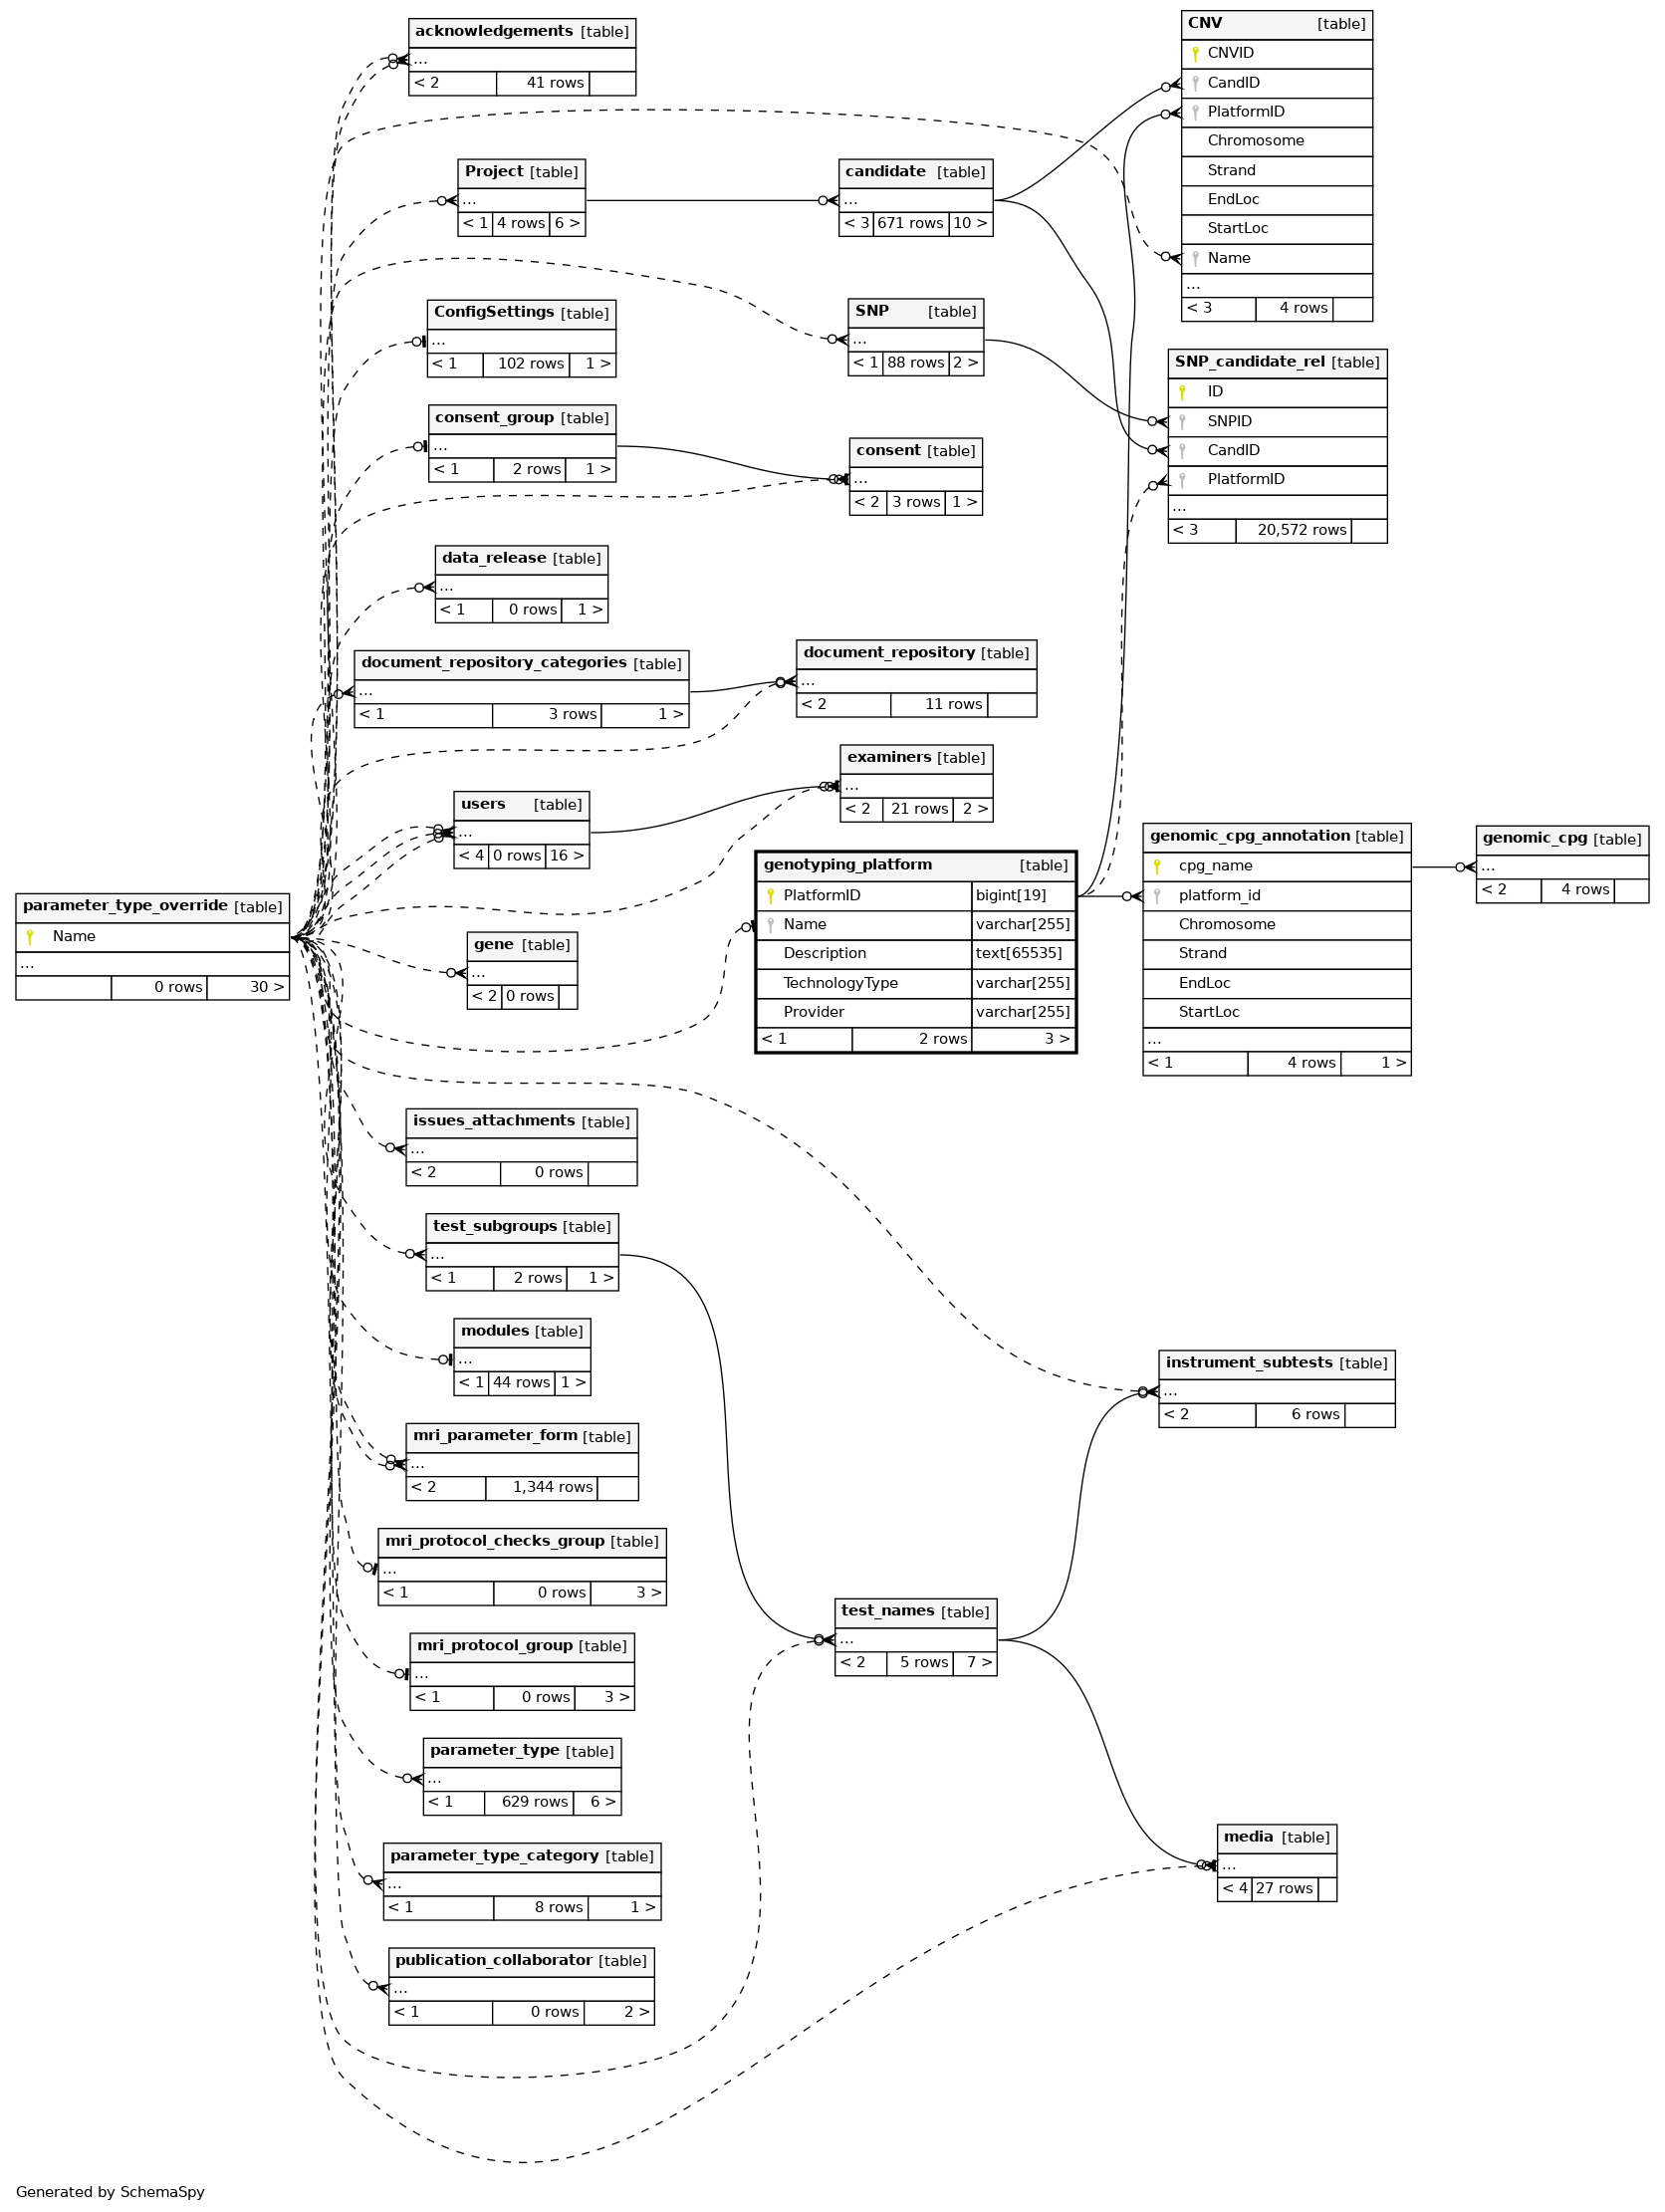 acknowledgements [table]
...
< 2 41 rows
CNV [table]
CNVID
CandID
PlatformID
Chromosome
Strand
EndLoc
StartLoc
Name
...
< 3 4 rows
Project [table]
...
< 1 4 rows 6 >
candidate [table]
...
< 3 671 rows 10 >
ConfigSettings [table]
...
< 1 102 rows 1 >
SNP [table]
...
< 1 88 rows 2 >
SNP_candidate_rel [table]
ID
SNPID
CandID
PlatformID
...
< 3 20,572 rows
consent_group [table]
...
< 1 2 rows 1 >
consent [table]
...
< 2 3 rows 1 >
data_release [table]
...
< 1 0 rows 1 >
document_repository_categories [table]
...
< 1 3 rows 1 >
document_repository [table]
...
< 2 11 rows
users [table]
...
< 4 0 rows 16 >
examiners [table]
...
< 2 21 rows 2 >
parameter_type_override [table]
Name
...
0 rows 30 >
gene [table]
...
< 2 0 rows
genotyping_platform [table]
PlatformID bigint[19]
Name varchar[255]
Description text[65535]
TechnologyType varchar[255]
Provider varchar[255]
< 1 2 rows 3 >
genomic_cpg_annotation [table]
cpg_name
platform_id
Chromosome
Strand
EndLoc
StartLoc
...
< 1 4 rows 1 >
genomic_cpg [table]
...
< 2 4 rows
issues_attachments [table]
...
< 2 0 rows
test_subgroups [table]
...
< 1 2 rows 1 >
modules [table]
...
< 1 44 rows 1 >
instrument_subtests [table]
...
< 2 6 rows
mri_parameter_form [table]
...
< 2 1,344 rows
mri_protocol_checks_group [table]
...
< 1 0 rows 3 >
test_names [table]
...
< 2 5 rows 7 >
mri_protocol_group [table]
...
< 1 0 rows 3 >
parameter_type [table]
...
< 1 629 rows 6 >
media [table]
...
< 4 27 rows
parameter_type_category [table]
...
< 1 8 rows 1 >
publication_collaborator [table]
...
< 1 0 rows 2 >
Generated by SchemaSpy